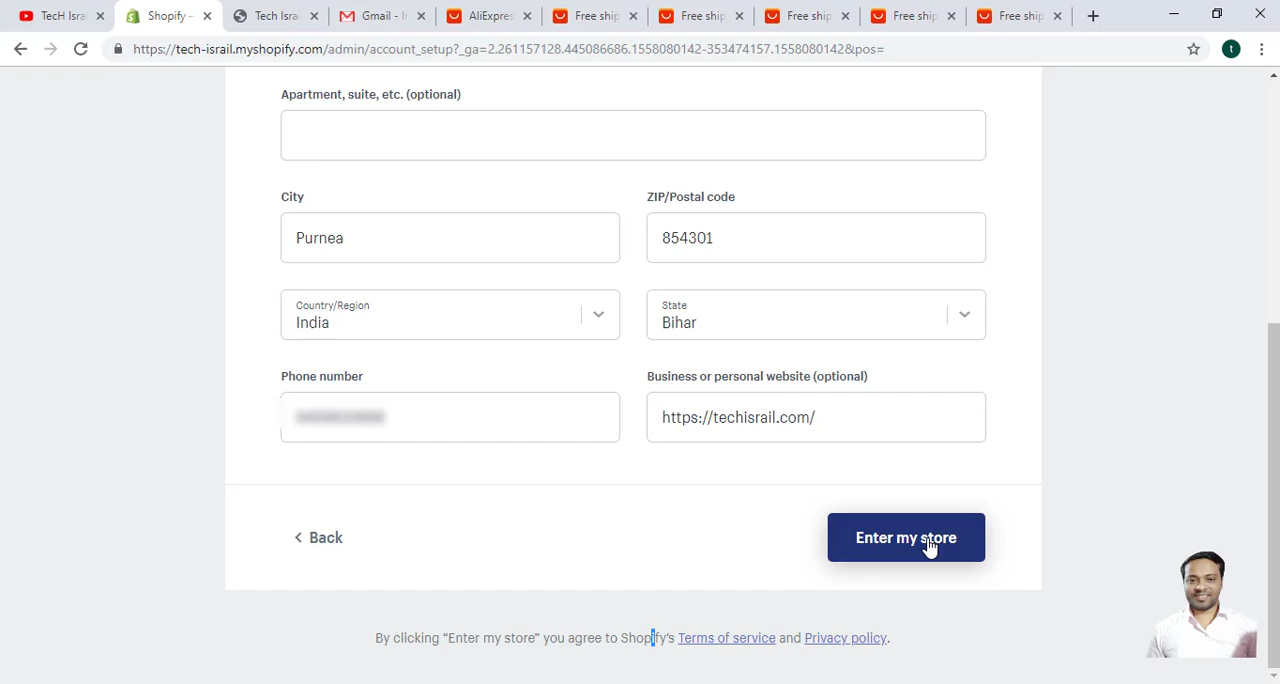 TecH Isra
Shopify –
Tech Isra
Gmail - I
AliExpre
Free ship
Free ship
Free ship
Free ship
Free ship
https://tech-israil.myshopify.com/admin/account_setup?_ga=2.261157128.445086686.1558080142-353474157.1558080142&pos=
t
Apartment, suite, etc. (optional)
City
ZIP/Postal code
Purnea
854301
Country/Region
India
State
Bihar
Phone number
Business or personal website (optional)
https://techisrail.com/
Back
Enter my store
By clicking “Enter my store” you agree to Shopify’s Terms of service and Privacy policy.